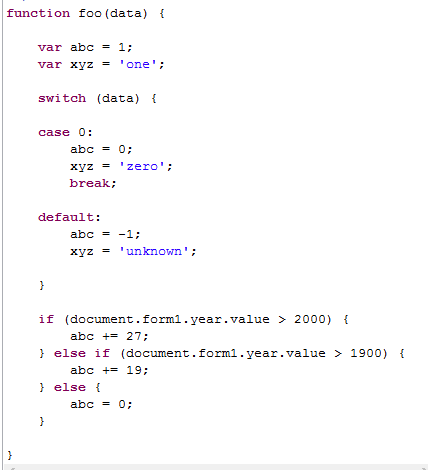 function foo(data) {
var abc = 1;
var xyz = 'one';
switch (data) {
case 0:
abc = 0;
xyz = 'zero';
break;
default:
abc = -1;
xyz = 'unknown';
}
if (document.form1.year.value > 2000) {
abc += 27;
} else if (document.form1.year.value > 1900) {
abc += 19;
} else {
abc = 0;
}
}